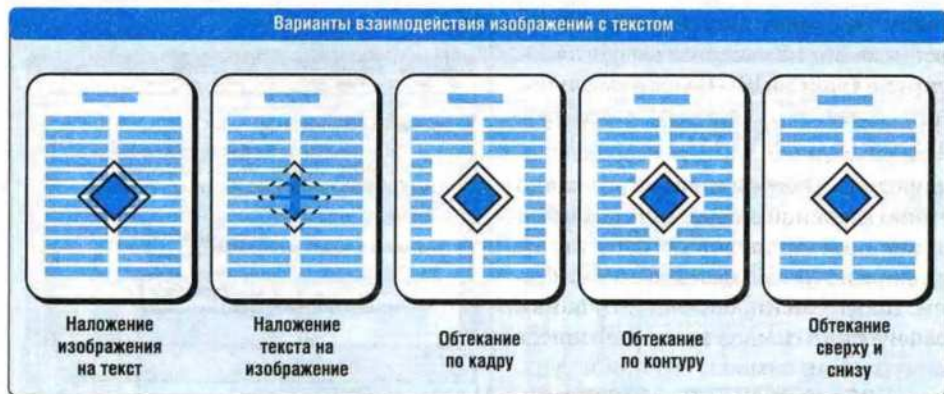 Варианты взаимодействия изображений с текстом
Наложение
изображения
на текст
Наложение
текста на
изображение
Обтекание
по кадру
Обтекание
по контуру
Обтекание
сверху и
снизу